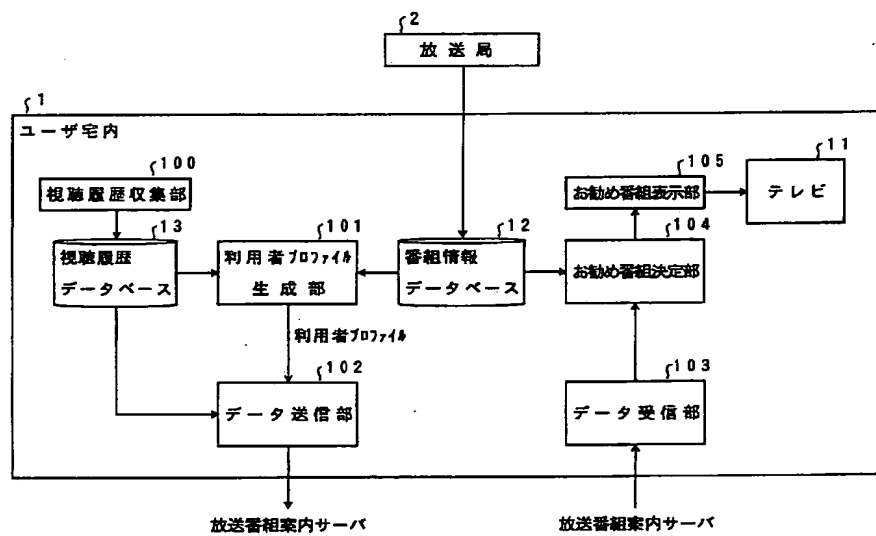 2
放送局
1
ユーザ宅内
100
視聴履歴収集部
105
お勧め番組表示部
11
テレビ
13
視聴履歴
データベース
101
利用者プロファイル
生成部
12
番組情報
データベース
104
お勧め番組決定部
利用者プロファイル
102
データ送信部
103
データ受信部
放送番組案内サーバ
放送番組案内サーバ